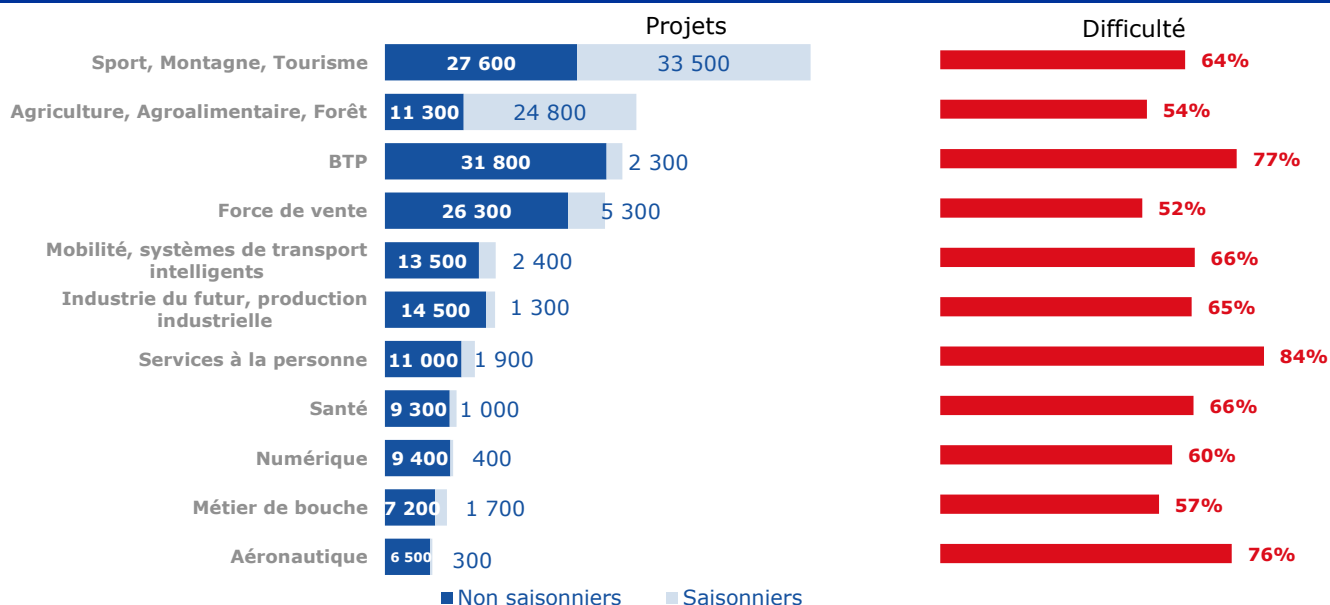 Projets
Difficulté
Sport, Montagne, Tourisme 27 600 33 500 64%
Agriculture, Agroalimentaire, Forêt 11 300 24 800 54%
BTP 31 800 2 300 77%
Force de vente 26 300 5 300 52%
Mobilité, systèmes de transport
intelligents 13 500 2 400 66%
Industrie du futur, production
industrielle 14 500 1 300 65%
Services à la personne 11 000 1 900 84%
Santé 9 300 1 000 66%
Numérique 9 400 400 60%
Métier de bouche 7 200 1 700 57%
Aéronautique 6 500 300 76%
Non saisonniers Saisonniers